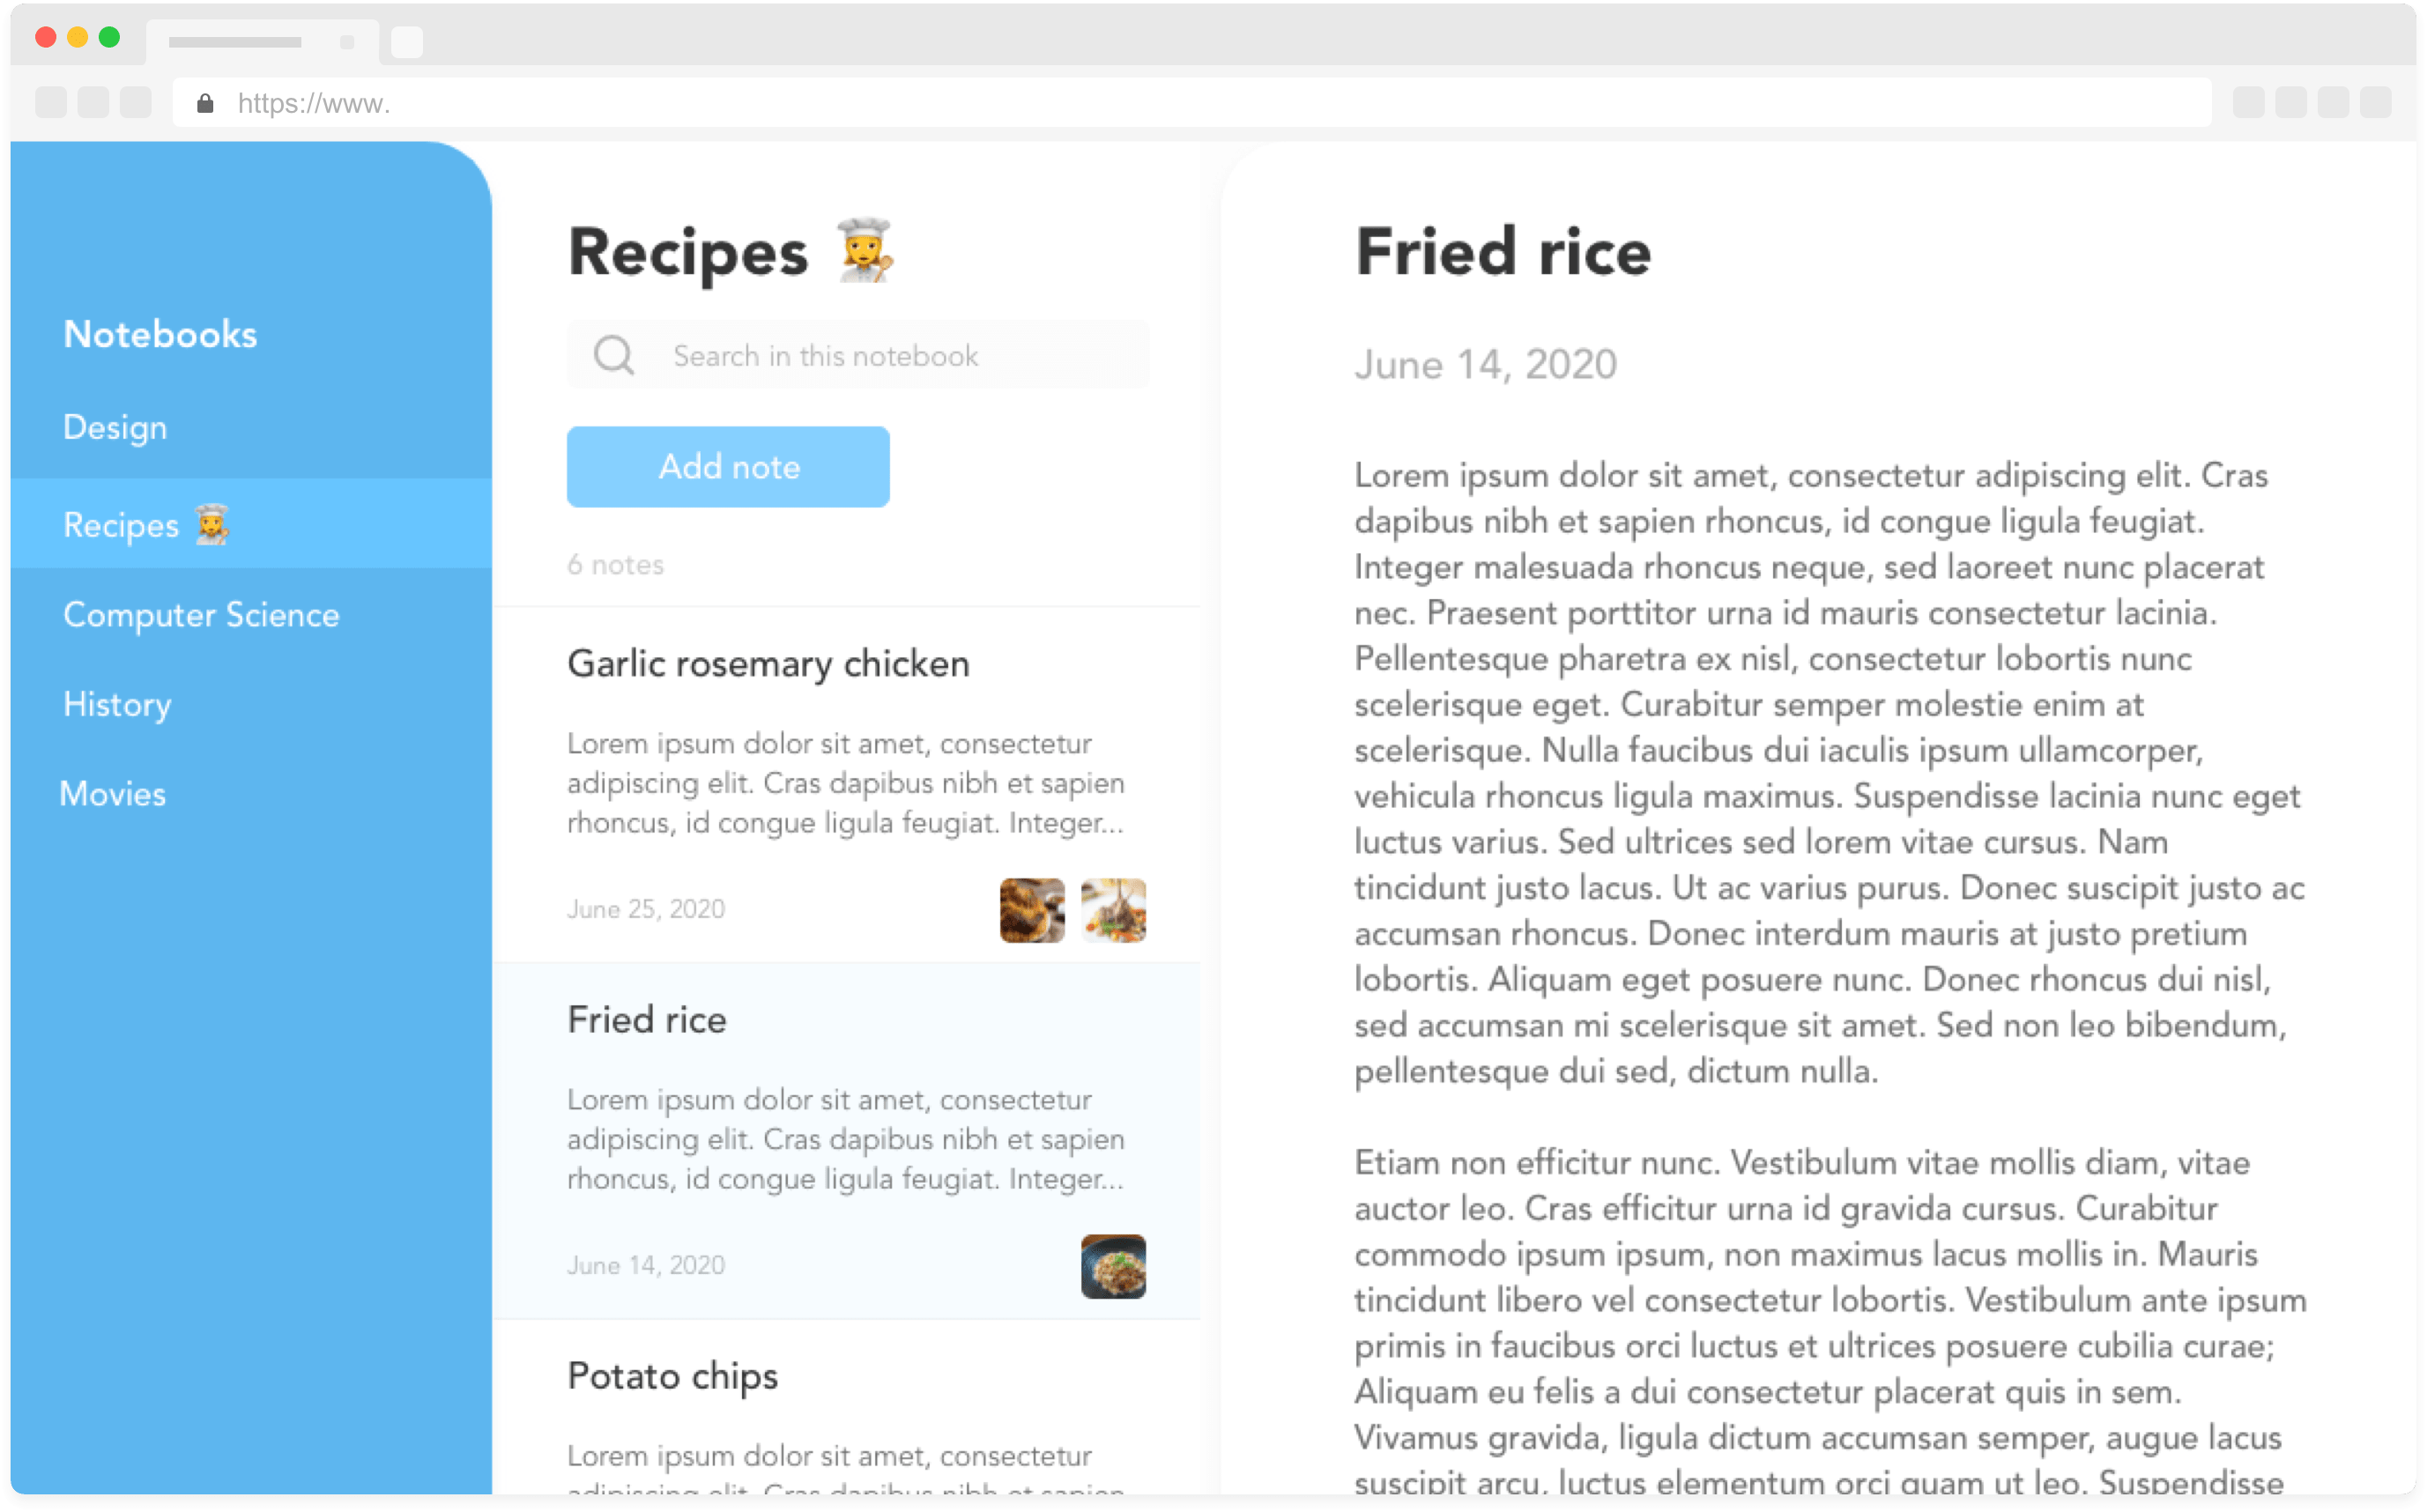 https://www.
Notebooks
Design
Recipes 👩‍🍳
Computer Science
History
Movies
Recipes 👩‍🍳
Search in this notebook
Add note
6 notes
Garlic rosemary chicken
Lorem ipsum dolor sit amet, consectetur
adipiscing elit. Cras dapibus nibh et sapien
rhoncus, id congue ligula feugiat. Integer...
June 25, 2020
Fried rice
Lorem ipsum dolor sit amet, consectetur
adipiscing elit. Cras dapibus nibh et sapien
rhoncus, id congue ligula feugiat. Integer...
June 14, 2020
Potato chips
Lorem ipsum dolor sit amet, consectetur
adipiscing elit. Cras dapibus nibh et sapien
Fried rice
June 14, 2020
Lorem ipsum dolor sit amet, consectetur adipiscing elit. Cras
dapibus nibh et sapien rhoncus, id congue ligula feugiat.
Integer malesuada rhoncus neque, sed laoreet nunc placerat
nec. Praesent porttitor urna id mauris consectetur lacinia.
Pellentesque pharetra ex nisl, consectetur lobortis nunc
scelerisque eget. Curabitur semper molestie enim at
scelerisque. Nulla faucibus dui iaculis ipsum ullamcorper,
vehicula rhoncus ligula maximus. Suspendisse lacinia nunc eget
luctus varius. Sed ultrices sed lorem vitae cursus. Nam
tincidunt justo lacus. Ut ac varius purus. Donec suscipit justo ac
accumsan rhoncus. Donec interdum mauris at justo pretium
lobortis. Aliquam eget posuere nunc. Donec rhoncus dui nisl,
sed accumsan mi scelerisque sit amet. Sed non leo bibendum,
pellentesque dui sed, dictum nulla.
Etiam non efficitur nunc. Vestibulum vitae mollis diam, vitae
auctor leo. Cras efficitur urna id gravida cursus. Curabitur
commodo ipsum ipsum, non maximus lacus mollis in. Mauris
tincidunt libero vel consectetur lobortis. Vestibulum ante ipsum
primis in faucibus orci luctus et ultrices posuere cubilia curae;
Aliquam eu felis a dui consectetur placerat quis in sem.
Vivamus gravida, ligula dictum accumsan semper, augue lacus
suscipit arcu, luctus elementum orci quam ut leo. Suspendisse